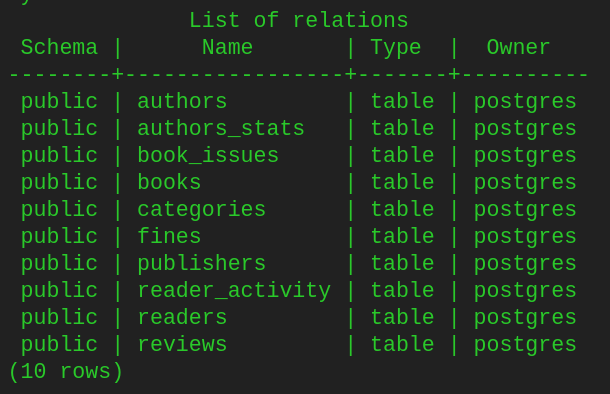 List of relations
 Schema |      Name       | Type  |  Owner
--------+-----------------+-------+----------
 public | authors         | table | postgres
 public | authors_stats   | table | postgres
 public | book_issues     | table | postgres
 public | books           | table | postgres
 public | categories      | table | postgres
 public | fines           | table | postgres
 public | publishers      | table | postgres
 public | reader_activity | table | postgres
 public | readers         | table | postgres
 public | reviews         | table | postgres
(10 rows)